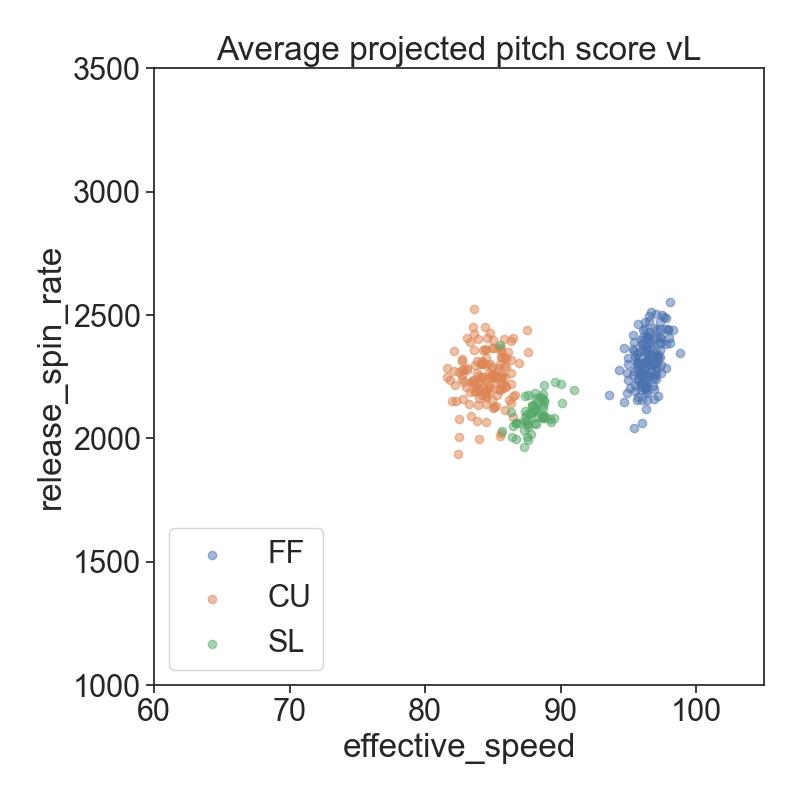 Average projected pitch score vL
3500
3000
2500
2000
1500
1000
release_spin_rate
FF
CU
SL
60 70 80 90 100
effective_speed